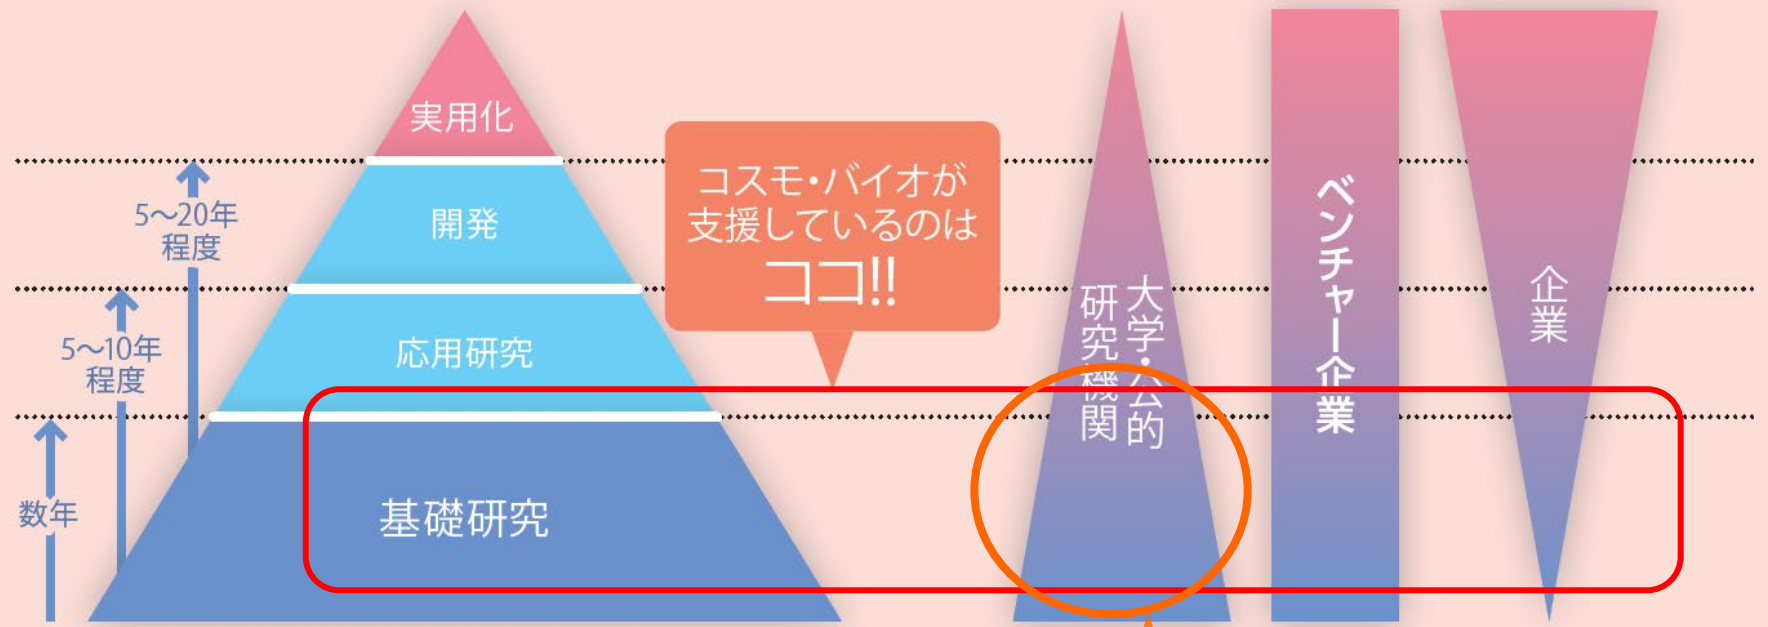 実用化
開発
応用研究
基礎研究
5〜20年
程度
5〜10年
程度
数年
コスモ・バイオが
支援しているのは
ココ!!
大学・公的
研究機関
ベンチャー企業
企業